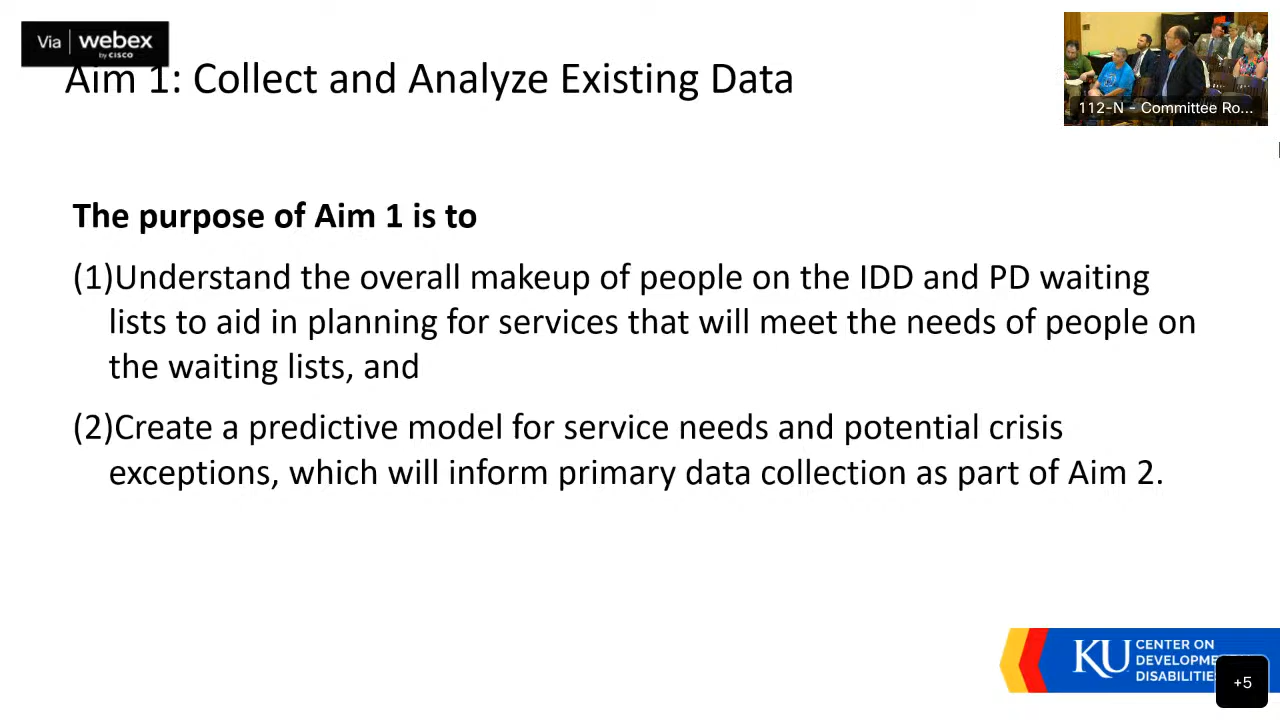 Via webex
by CISCO
Aim 1: Collect and Analyze Existing Data
112-N - Committee Ro...
The purpose of Aim 1 is to
(1)Understand the overall makeup of people on the IDD and PD waiting
lists to aid in planning for services that will meet the needs of people on
the waiting lists, and
(2)Create a predictive model for service needs and potential crisis
exceptions, which will inform primary data collection as part of Aim 2.
KU
CENTER ON
DEVELOPMENT
DISABILITIE
+5